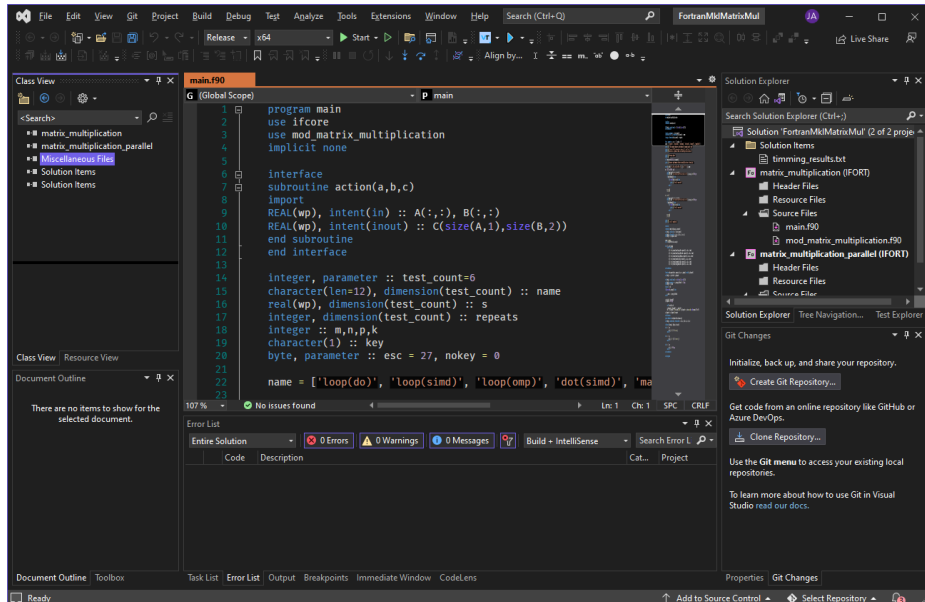 File Edit View Git Project Build Debug Test Analyze Tools Extensions Window Help Search (Ctrl+Q) FortranMklMatrixMul JA
Release x64 Start Live Share
Align by...
Class View
<Search>
matrix_multiplication
matrix_multiplication_parallel
Miscellaneous Files
Solution Items
Solution Items
Class View Resource View
Document Outline
There are no items to show for the
selected document.
Document Outline Toolbox
main.f90
G (Global Scope) P main
1 program main
2 use ifcore
3 use mod_matrix_multiplication
4 implicit none
5
6 interface
7 subroutine action(a,b,c)
8 import
9 REAL(wp), intent(in) :: A(:,:), B(:,:)
10 REAL(wp), intent(inout) :: C(size(A,1),size(B,2))
11 end subroutine
12 end interface
13
14 integer, parameter :: test_count=6
15 character(len=12), dimension(test_count) :: name
16 real(wp), dimension(test_count) :: s
17 integer, dimension(test_count) :: repeats
18 integer :: m,n,p,k
19 character(1) :: key
20 byte, parameter :: esc = 27, nokey = 0
21
22 name = ['loop(do)', 'loop(simd)', 'loop(omp)', 'dot(simd)', 'ma
23
107 % No issues found Ln: 1 Ch: 1 SPC CRLF
Error List
Entire Solution 0 Errors 0 Warnings 0 Messages Build + IntelliSense Search Error L
Code Description Cat... Project
Task List Error List Output Breakpoints Immediate Window CodeLens
Solution Explorer
Search Solution Explorer (Ctrl+;)
Solution 'FortranMklMatrixMul' (2 of 2 proje
Solution Items
timming_results.txt
matrix_multiplication (IFORT)
Header Files
Resource Files
Source Files
main.f90
mod_matrix_multiplication.f90
matrix_multiplication_parallel (IFORT)
Header Files
Resource Files
Source Files
Solution Explorer Tree Navigation... Test Explorer
Git Changes
Initialize, back up, and share your repository.
Create Git Repository...
Get code from an online repository like GitHub or
Azure DevOps.
Clone Repository...
Use the Git menu to access your existing local
repositories.
To learn more about how to use Git in Visual
Studio read our docs.
Properties Git Changes
Ready Add to Source Control Select Repository